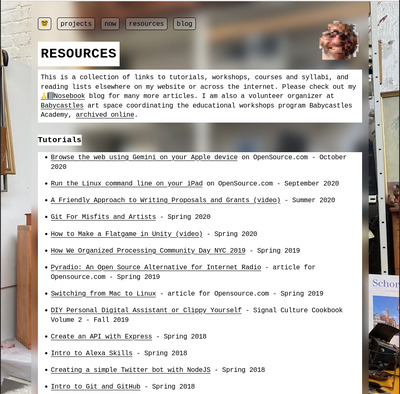 projects now resources blog
RESOURCES
This is a collection of links to tutorials, workshops, courses and syllabi, and
reading lists elsewhere on my website or across the internet. Please check out my
Nosebook blog for many more articles. I am also a volunteer organizer at
Babycastles art space coordinating the educational workshops program Babycastles
Academy, archived online.
Tutorials
• Browse the web using Gemini on your Apple device on OpenSource.com - October
2020
• Run the Linux command line on your iPad on OpenSource.com - September 2020
• A Friendly Approach to Writing Proposals and Grants (video) - Summer 2020
• Git For Misfits and Artists - Spring 2020
• How to Make a Flatgame in Unity (video) - Spring 2020
• How We Organized Processing Community Day NYC 2019 - Spring 2019
• Pyradio: An Open Source Alternative for Internet Radio - article for
Opensource.com - Spring 2019
• Switching from Mac to Linux - article for Opensource.com - Spring 2019
• DIY Personal Digital Assistant or Clippy Yourself - Signal Culture Cookbook
Volume 2 - Fall 2019
• Create an API with Express - Spring 2018
• Intro to Alexa Skills - Spring 2018
• Creating a simple Twitter bot with NodeJS - Spring 2018
• Intro to Git and GitHub - Spring 2018